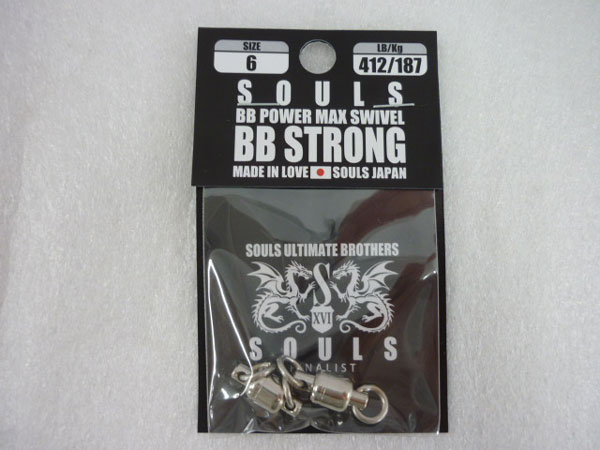 SIZE
6
LB/Kg
412/187
SOULS
BB POWER MAX SWIVEL
BB STRONG
MADE IN LOVE SOULS JAPAN
SOULS ULTIMATE BROTHERS
S
XVI
SOULS